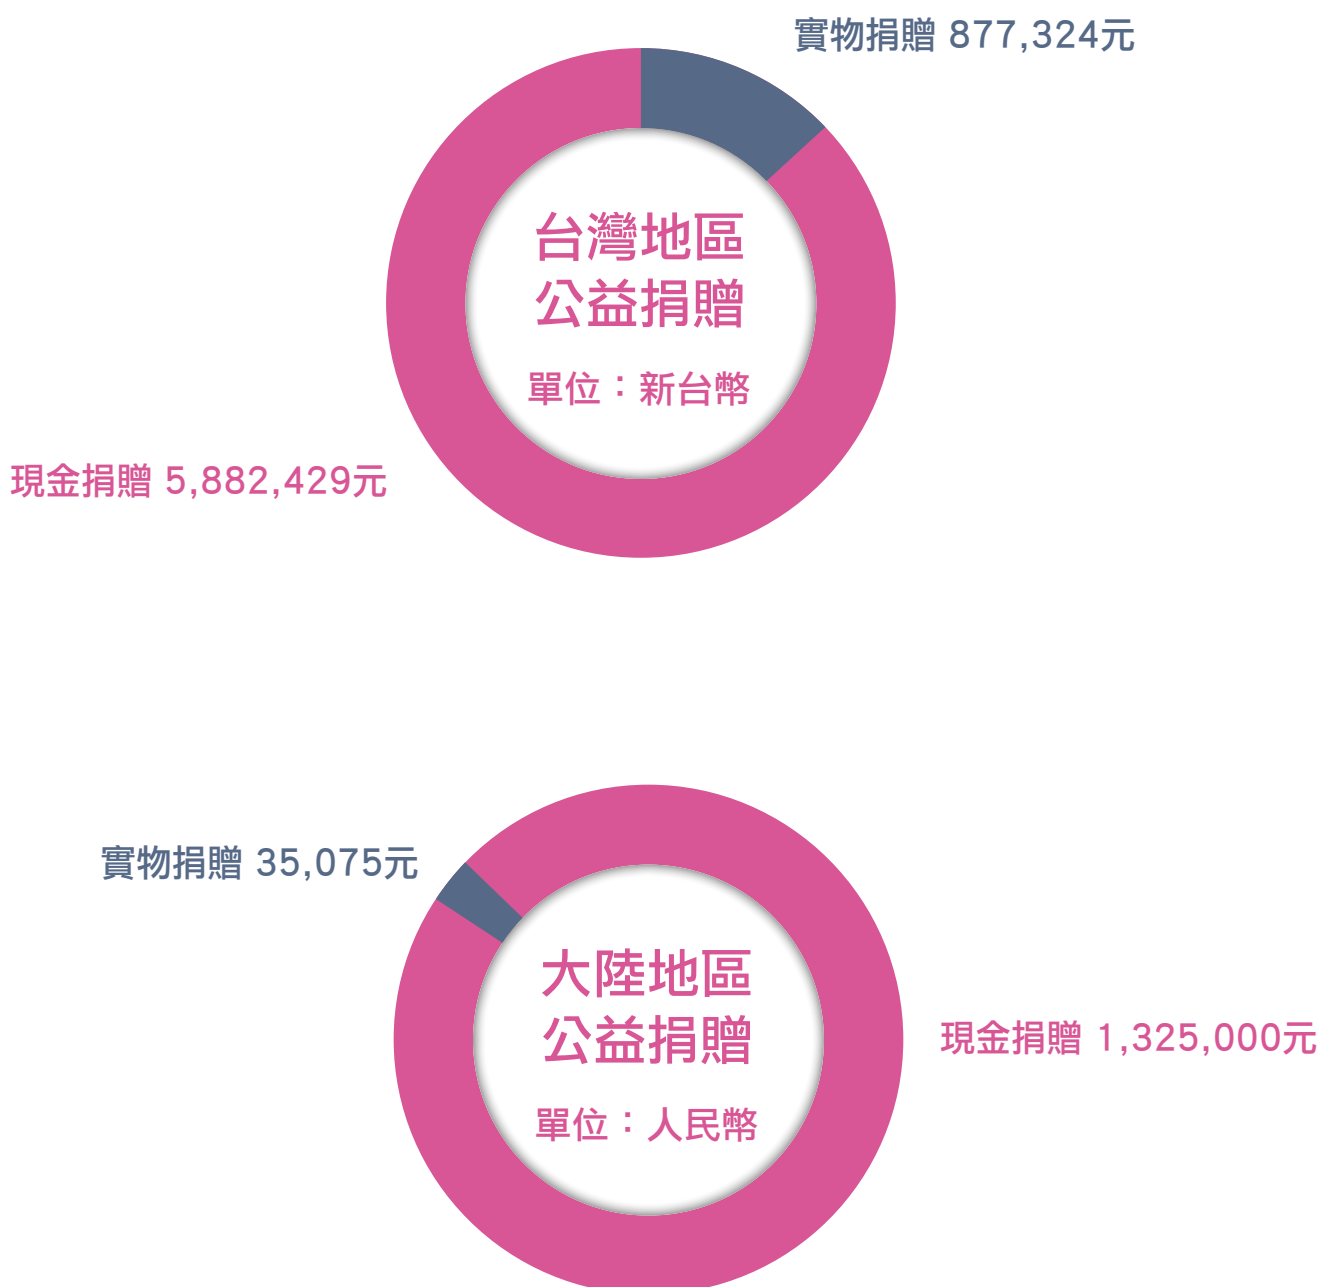 實物捐贈 877,324元
台灣地區
公益捐贈
單位：新台幣
現金捐贈 5,882,429元
實物捐贈 35,075元
大陸地區
公益捐贈
單位：人民幣
現金捐贈 1,325,000元